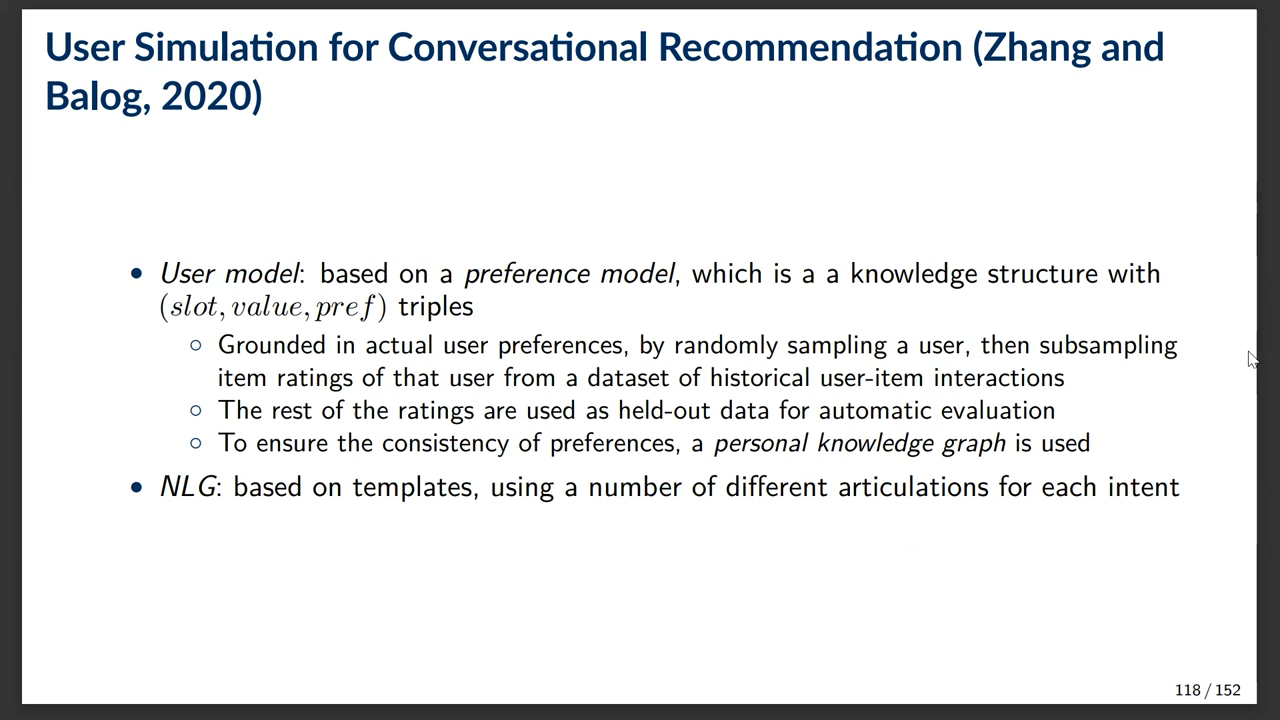 User Simulation for Conversational Recommendation (Zhang and
Balog, 2020)
• User model: based on a preference model, which is a a knowledge structure with
(slot, value, pref) triples
○ Grounded in actual user preferences, by randomly sampling a user, then subsampling
item ratings of that user from a dataset of historical user-item interactions
○ The rest of the ratings are used as held-out data for automatic evaluation
○ To ensure the consistency of preferences, a personal knowledge graph is used
• NLG: based on templates, using a number of different articulations for each intent
118 / 152